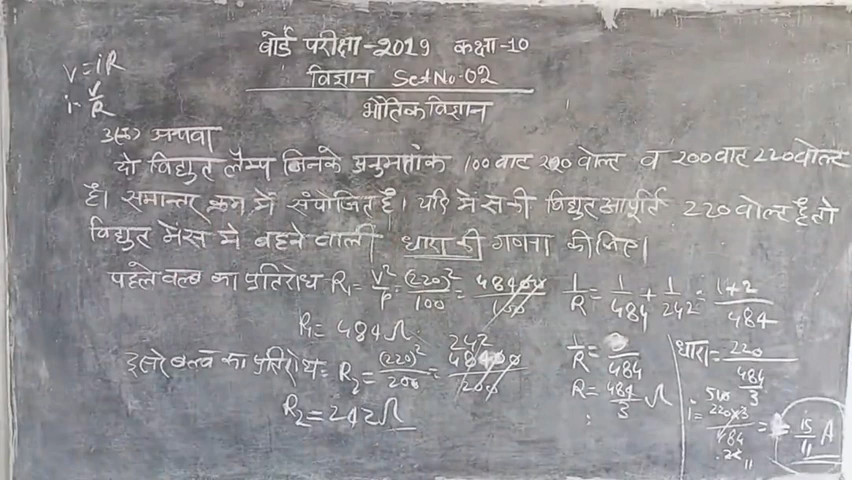 बोर्ड परीक्षा-2019 कक्षा-10
विज्ञान Set No-02
भौतिक विज्ञान
V=iR
i=V/R
अथवा
दो विद्युत लैम्प जिनके अनुमतांक 100 वाट 220 वोल्ट व 200 वाट 220 वोल्ट
है। समान्तर क्रम में संयोजित है। यदि मेंस की विद्युत आपूर्ति 220 वोल्ट है तो
विद्युत मेंस मे बहने वाली धारा की गणना कीजिए।
पहले बल्ब का प्रतिरोध R₁=V²/P=(220)²/100=48400/100
R₁=484Ω
दूसरे बल्ब का प्रतिरोध= R₂=(220)²/200=48400/200 242
R₂=242Ω
1/R=1/484+1/242=1+2/484
1/R= /484
R=484/3 Ω
धारा=220/484/3
i=220×3/484= 15/11 A